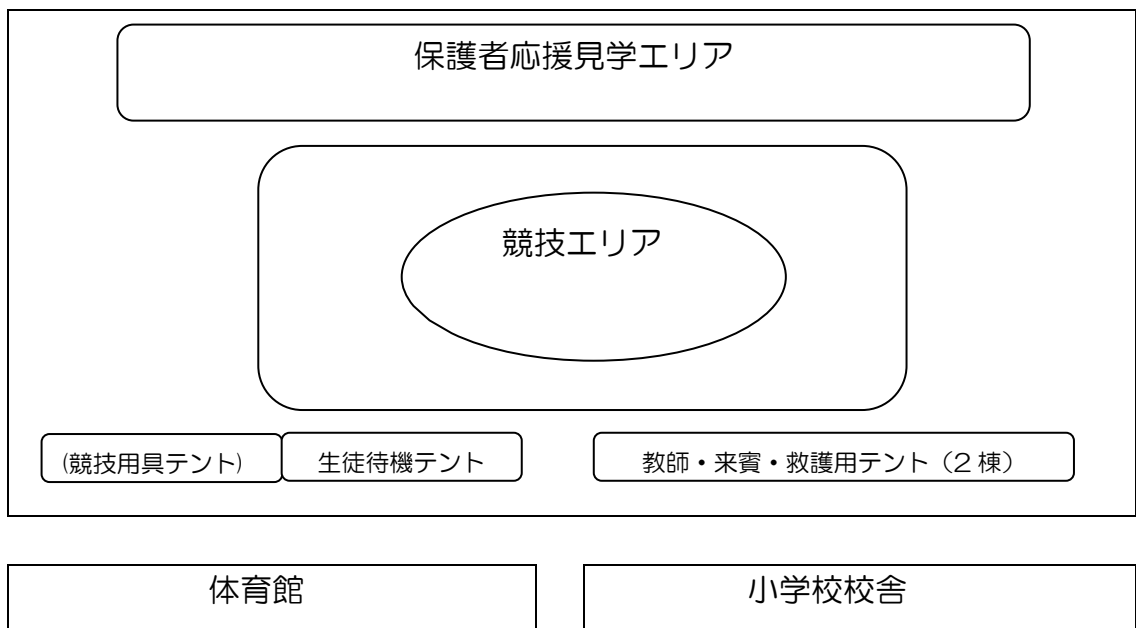 保護者応援見学エリア
競技エリア
(競技用具テント)
生徒待機テント
教師・来賓・救護用テント（2 棟）
体育館
小学校校舎